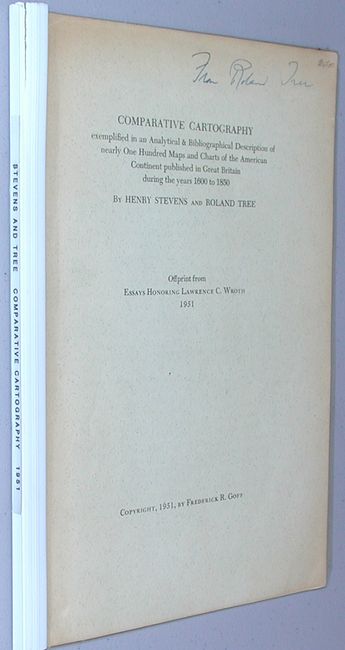 From Roland Tree
COMPARATIVE CARTOGRAPHY
exemplified in an Analytical & Bibliographical Description of
nearly One Hundred Maps and Charts of the American
Continent published in Great Britain
during the years 1600 to 1850
BY HENRY STEVENS AND ROLAND TREE
Offprint from
ESSAYS HONORING LAWRENCE C. WROTH
1951
COPYRIGHT, 1951, BY FREDERICK R. GOFF
STEVENS AND TREE COMPARATIVE CARTOGRAPHY 1951